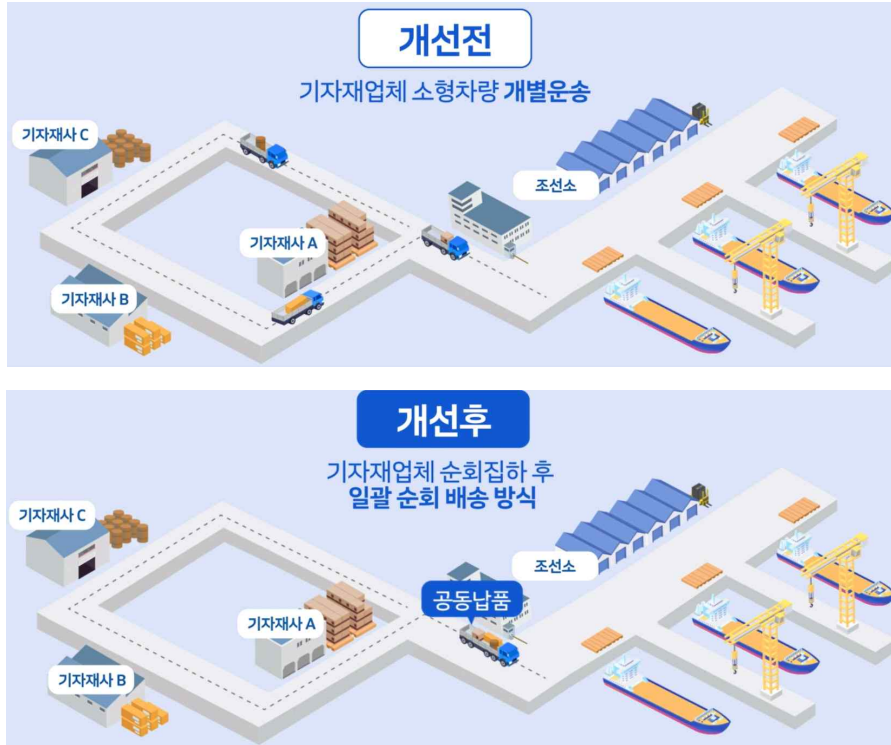 개선전
기자재업체 소형차량 개별운송
기자재사 C
조선소
기자재사 A
기자재사 B
개선후
기자재업체 순회집하 후
일괄 순회 배송 방식
기자재사 C
조선소
공동납품
기자재사 A
기자재사 B